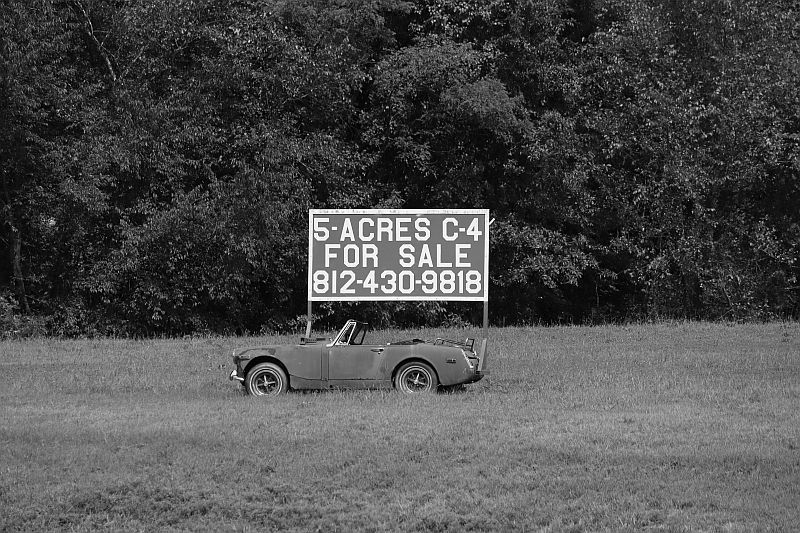 5-ACRES C-4
FOR SALE
812-430-9818